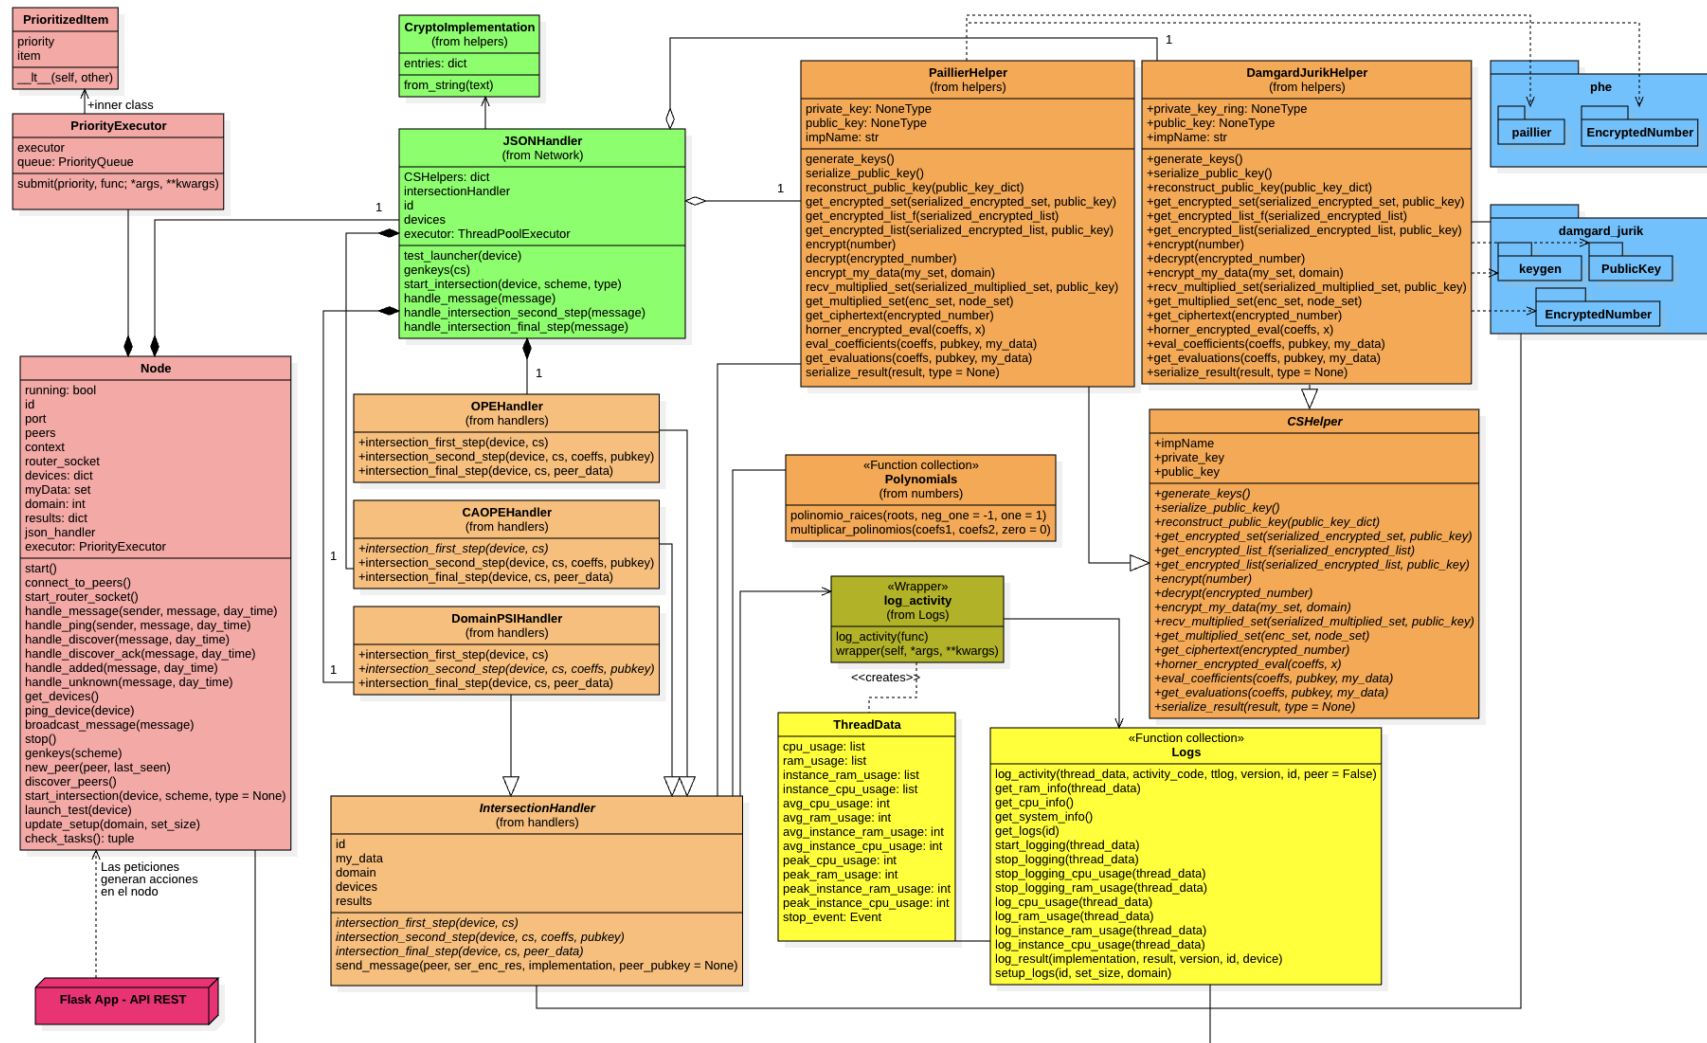 PrioritizedItem
priority
item
__lt__(self, other)
+inner class
PriorityExecutor
executor
queue: PriorityQueue
submit(priority, func; *args, **kwargs)
CryptoImplementation
(from helpers)
entries: dict
from_string(text)
JSONHandler
(from Network)
CSHelpers: dict
intersectionHandler
id
devices
executor: ThreadPoolExecutor
test_launcher(device)
genkeys(cs)
start_intersection(device, scheme, type)
handle_message(message)
handle_intersection_second_step(message)
handle_intersection_final_step(message)
1
1
1
1
1
1
PaillierHelper
(from helpers)
private_key: NoneType
public_key: NoneType
impName: str
generate_keys()
serialize_public_key()
reconstruct_public_key(public_key_dict)
get_encrypted_set(serialized_encrypted_set, public_key)
get_encrypted_list_f(serialized_encrypted_list)
get_encrypted_list(serialized_encrypted_list, public_key)
encrypt(number)
decrypt(encrypted_number)
encrypt_my_data(my_set, domain)
recv_multiplied_set(serialized_multiplied_set, public_key)
get_multiplied_set(enc_set, node_set)
get_ciphertext(encrypted_number)
horner_encrypted_eval(coeffs, x)
eval_coefficients(coeffs, pubkey, my_data)
get_evaluations(coeffs, pubkey, my_data)
serialize_result(result, type = None)
DamgardJurikHelper
(from helpers)
+private_key_ring: NoneType
+public_key: NoneType
+impName: str
+generate_keys()
+serialize_public_key()
+reconstruct_public_key(public_key_dict)
+get_encrypted_set(serialized_encrypted_set, public_key)
+get_encrypted_list_f(serialized_encrypted_list)
+get_encrypted_list(serialized_encrypted_list, public_key)
+encrypt(number)
+decrypt(encrypted_number)
+encrypt_my_data(my_set, domain)
+recv_multiplied_set(serialized_multiplied_set, public_key)
+get_multiplied_set(enc_set, node_set)
+get_ciphertext(encrypted_number)
+horner_encrypted_eval(coeffs, x)
+eval_coefficients(coeffs, pubkey, my_data)
+get_evaluations(coeffs, pubkey, my_data)
+serialize_result(result, type = None)
phe
paillier
EncryptedNumber
damgard_jurik
keygen
PublicKey
EncryptedNumber
Node
running: bool
id
port
peers
context
router_socket
devices: dict
myData: set
domain: int
results: dict
json_handler
executor: PriorityExecutor
start()
connect_to_peers()
start_router_socket()
handle_message(sender, message, day_time)
handle_ping(sender, message, day_time)
handle_discover(message, day_time)
handle_discover_ack(message, day_time)
handle_added(message, day_time)
handle_unknown(message, day_time)
get_devices()
ping_device(device)
broadcast_message(message)
stop()
genkeys(scheme)
new_peer(peer, last_seen)
discover_peers()
start_intersection(device, scheme, type = None)
launch_test(device)
update_setup(domain, set_size)
check_tasks(): tuple
Las peticiones
generan acciones
en el nodo
Flask App - API REST
OPEHandler
(from handlers)
+intersection_first_step(device, cs)
+intersection_second_step(device, cs, coeffs, pubkey)
+intersection_final_step(device, cs, peer_data)
CAOPEHandler
(from handlers)
+intersection_first_step(device, cs)
+intersection_second_step(device, cs, coeffs, pubkey)
+intersection_final_step(device, cs, peer_data)
DomainPSIHandler
(from handlers)
+intersection_first_step(device, cs)
+intersection_second_step(device, cs, coeffs, pubkey)
+intersection_final_step(device, cs, peer_data)
IntersectionHandler
(from handlers)
id
my_data
domain
devices
results
intersection_first_step(device, cs)
intersection_second_step(device, cs, coeffs, pubkey)
intersection_final_step(device, cs, peer_data)
send_message(peer, ser_enc_res, implementation, peer_pubkey = None)
«Function collection»
Polynomials
(from numbers)
polinomio_raices(roots, neg_one = -1, one = 1)
multiplicar_polinomios(coefs1, coefs2, zero = 0)
«Wrapper»
log_activity
(from Logs)
log_activity(func)
wrapper(self, *args, **kwargs)
<<creates>>
ThreadData
cpu_usage: list
ram_usage: list
instance_ram_usage: list
instance_cpu_usage: list
avg_cpu_usage: int
avg_ram_usage: int
avg_instance_ram_usage: int
avg_instance_cpu_usage: int
peak_cpu_usage: int
peak_ram_usage: int
peak_instance_ram_usage: int
peak_instance_cpu_usage: int
stop_event: Event
CSHelper
+impName
+private_key
+public_key
+generate_keys()
+serialize_public_key()
+reconstruct_public_key(public_key_dict)
+get_encrypted_set(serialized_encrypted_set, public_key)
+get_encrypted_list_f(serialized_encrypted_list)
+get_encrypted_list(serialized_encrypted_list, public_key)
+encrypt(number)
+decrypt(encrypted_number)
+encrypt_my_data(my_set, domain)
+recv_multiplied_set(serialized_multiplied_set, public_key)
+get_multiplied_set(enc_set, node_set)
+get_ciphertext(encrypted_number)
+horner_encrypted_eval(coeffs, x)
+eval_coefficients(coeffs, pubkey, my_data)
+get_evaluations(coeffs, pubkey, my_data)
+serialize_result(result, type = None)
«Function collection»
Logs
log_activity(thread_data, activity_code, ttlog, version, id, peer = False)
get_ram_info(thread_data)
get_cpu_info()
get_system_info()
get_logs(id)
start_logging(thread_data)
stop_logging(thread_data)
stop_logging_cpu_usage(thread_data)
stop_logging_ram_usage(thread_data)
log_cpu_usage(thread_data)
log_ram_usage(thread_data)
log_instance_ram_usage(thread_data)
log_instance_cpu_usage(thread_data)
log_result(implementation, result, version, id, device)
setup_logs(id, set_size, domain)